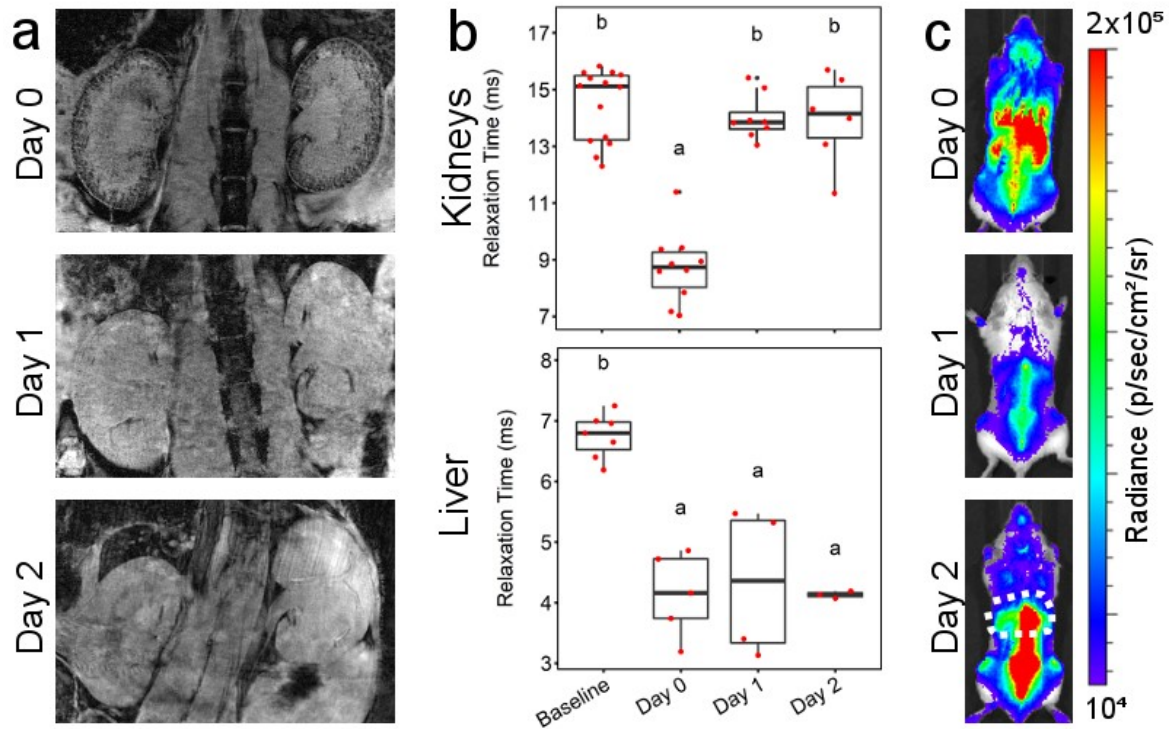 a
Day 0
Day 1
Day 2
b
Kidneys
Relaxation Time (ms)
17
15
13
11
9
7
b
a
b
b
Liver
Relaxation Time (ms)
8
7
6
5
4
3
b
a
a
a
Baseline
Day 0
Day 1
Day 2
c
Day 0
Day 1
Day 2
2x10⁵
Radiance (p/sec/cm²/sr)
10⁴